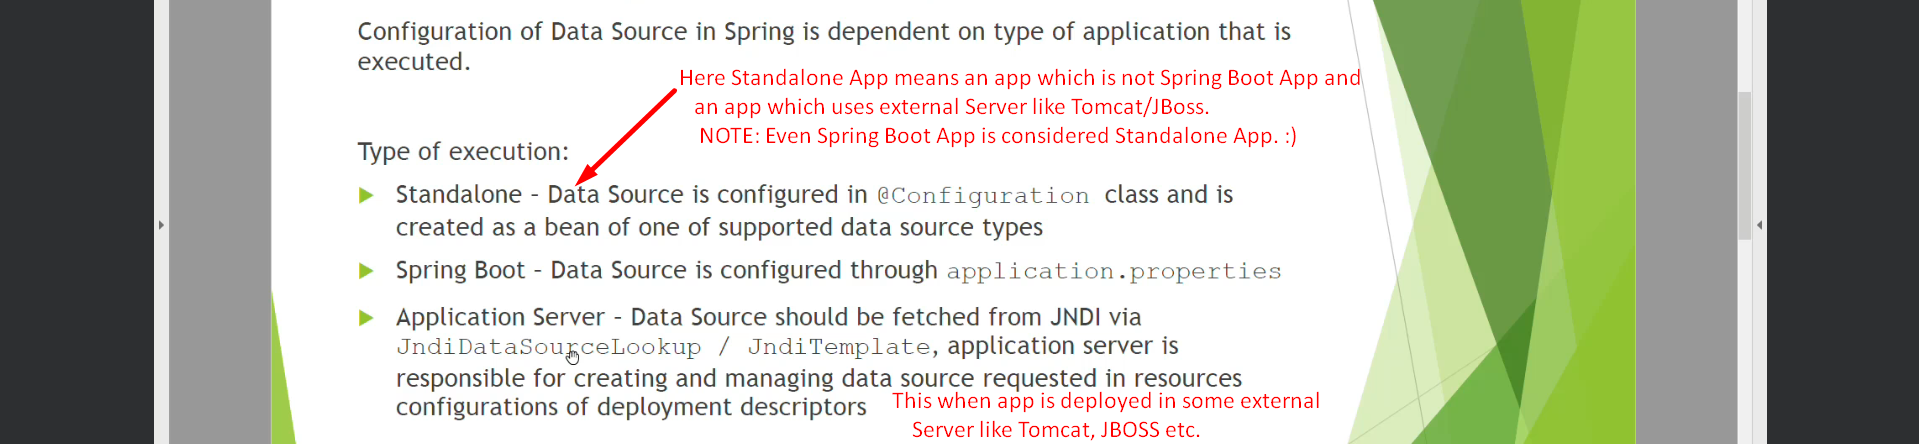 Configuration of Data Source in Spring is dependent on type of application that is
executed.
Here Standalone App means an app which is not Spring Boot App and
an app which uses external Server like Tomcat/JBoss.
NOTE: Even Spring Boot App is considered Standalone App. :)
Type of execution:
Standalone – Data Source is configured in @Configuration class and is
created as a bean of one of supported data source types
Spring Boot – Data Source is configured through application.properties
Application Server – Data Source should be fetched from JNDI via
JndiDataSourceLookup / JndiTemplate, application server is
responsible for creating and managing data source requested in resources
configurations of deployment descriptors
This when app is deployed in some external
Server like Tomcat, JBOSS etc.